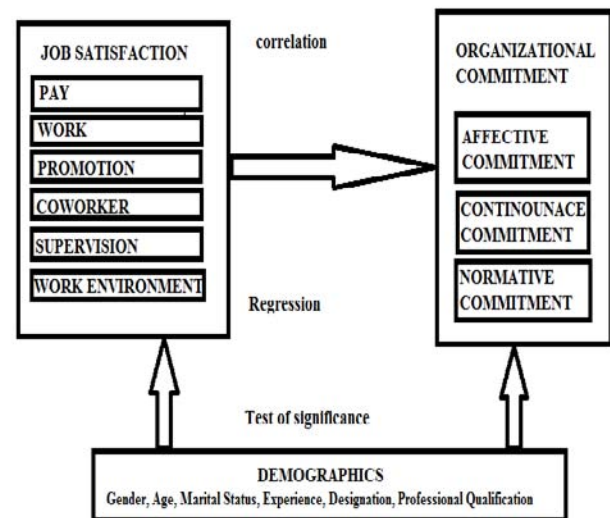 JOB SATISFACTION
PAY
WORK
PROMOTION
COWORKER
SUPERVISION
WORK ENVIRONMENT
correlation
Regression
Test of significance
ORGANIZATIONAL
COMMITMENT
AFFECTIVE
COMMITMENT
CONTINOUNACE
COMMITMENT
NORMATIVE
COMMITMENT
DEMOGRAPHICS
Gender, Age, Marital Status, Experience, Designation, Professional Qualification